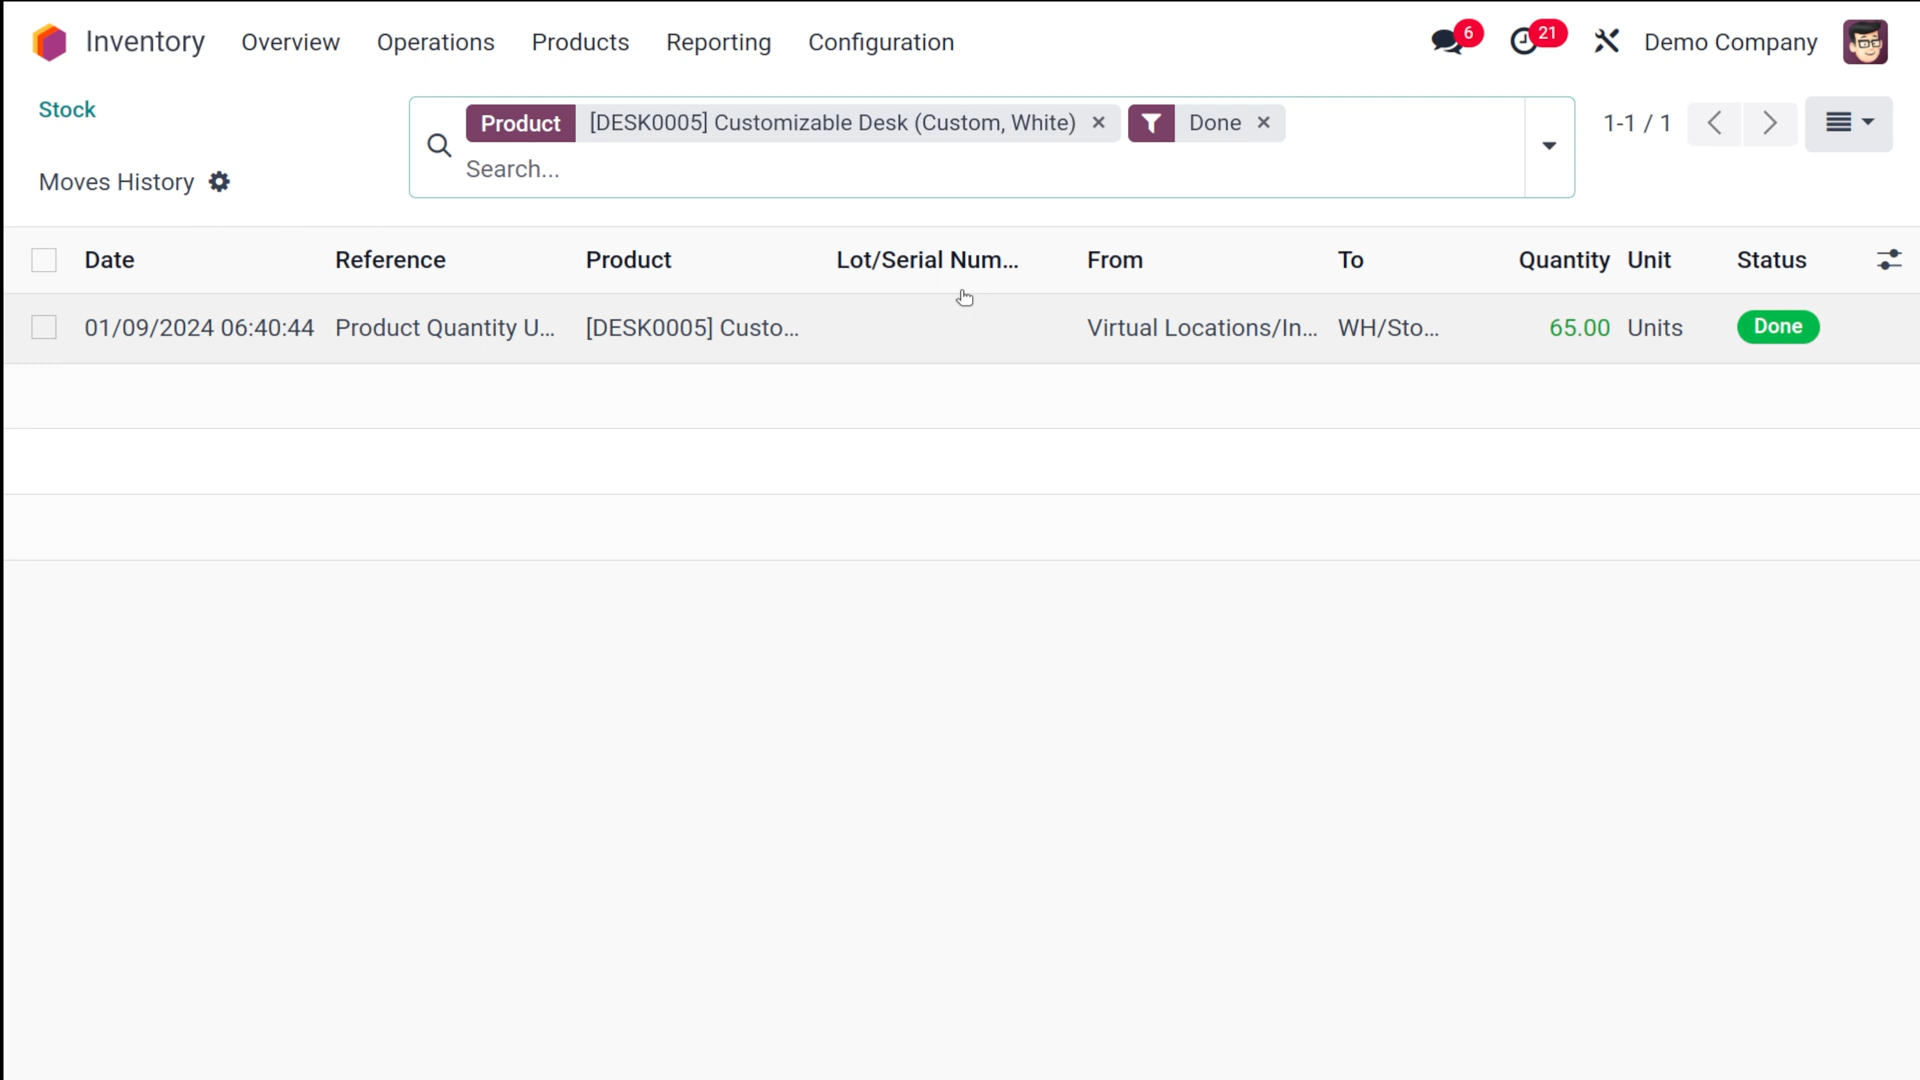 Inventory Overview Operations Products Reporting Configuration 6 21 Demo Company
Stock
Product [DESK0005] Customizable Desk (Custom, White) Done 1-1 / 1
Search...
Moves History
Date Reference Product Lot/Serial Num... From To Quantity Unit Status
01/09/2024 06:40:44 Product Quantity U... [DESK0005] Custo... Virtual Locations/In... WH/Sto... 65.00 Units Done